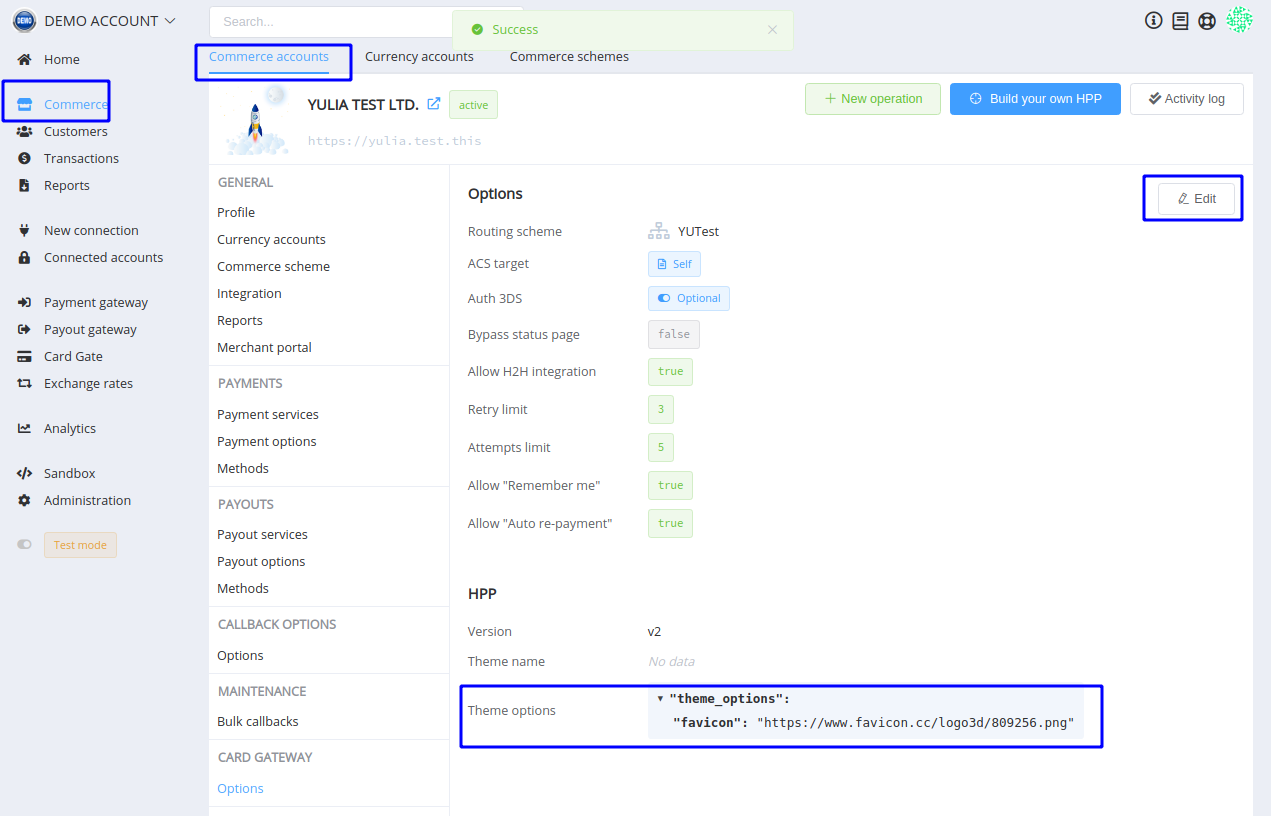 DEMO
DEMO ACCOUNT
Search...
Success
Home
Commerce
Customers
Transactions
Reports
New connection
Connected accounts
Payment gateway
Payout gateway
Card Gate
Exchange rates
Analytics
Sandbox
Administration
Test mode
Commerce accounts
Currency accounts
Commerce schemes
YULIA TEST LTD.
active
https://yulia.test.this
New operation
Build your own HPP
Activity log
GENERAL
Profile
Currency accounts
Commerce scheme
Integration
Reports
Merchant portal
PAYMENTS
Payment services
Payment options
Methods
PAYOUTS
Payout services
Payout options
Methods
CALLBACK OPTIONS
Options
MAINTENANCE
Bulk callbacks
CARD GATEWAY
Options
Options
Edit
Routing scheme YUTest
ACS target Self
Auth 3DS Optional
Bypass status page false
Allow H2H integration true
Retry limit 3
Attempts limit 5
Allow "Remember me" true
Allow "Auto re-payment" true
HPP
Version v2
Theme name No data
Theme options
"theme_options":
"favicon": "https://www.favicon.cc/logo3d/809256.png"